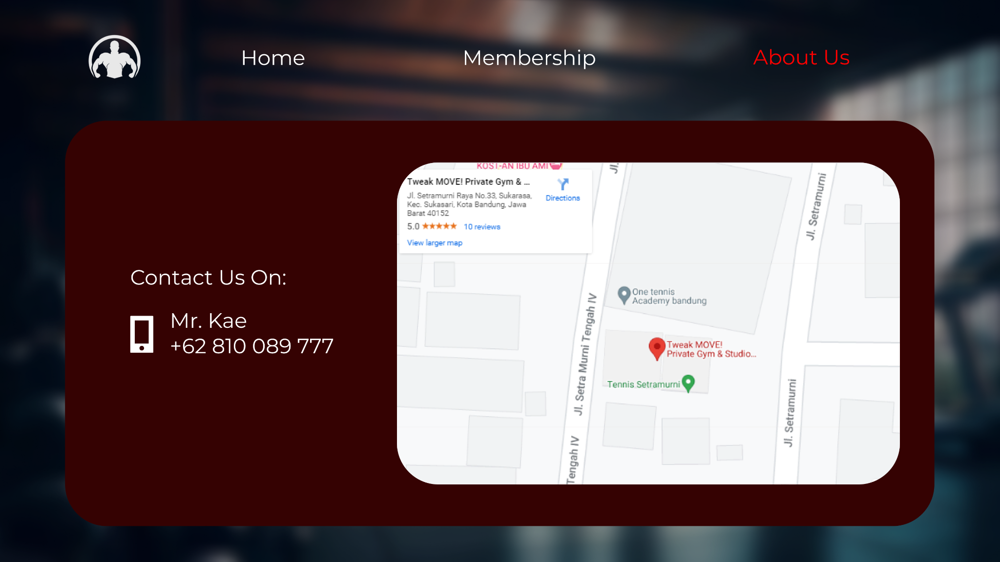 Home
Membership
About Us
Contact Us On:
Mr. Kae
+62 810 089 777
KOST-AN IBU AMI
Tweak MOVE! Private Gym & ...
Directions
Jl. Setramurni Raya No.33, Sukarasa,
Kec. Sukasari, Kota Bandung, Jawa
Barat 40152
5.0 ★★★★★ 10 reviews
View larger map
Jl.
Jl. Setramurni
One tennis
Academy bandung
Jl. Setra Murni Tengah IV
Tweak MOVE!
Private Gym & Studio...
Tennis Setramurni
Jl. Setramurni
Tengah IV